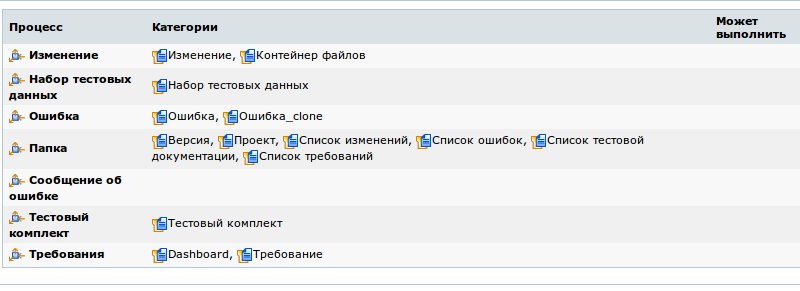 Процесс Категории Может выполнить
Изменение Изменение, Контейнер файлов
Набор тестовых данных Набор тестовых данных
Ошибка Ошибка, Ошибка_clone
Папка Версия, Проект, Список изменений, Список ошибок, Список тестовой
документации, Список требований
Сообщение об ошибке
Тестовый комплект Тестовый комплект
Требования Dashboard, Требование